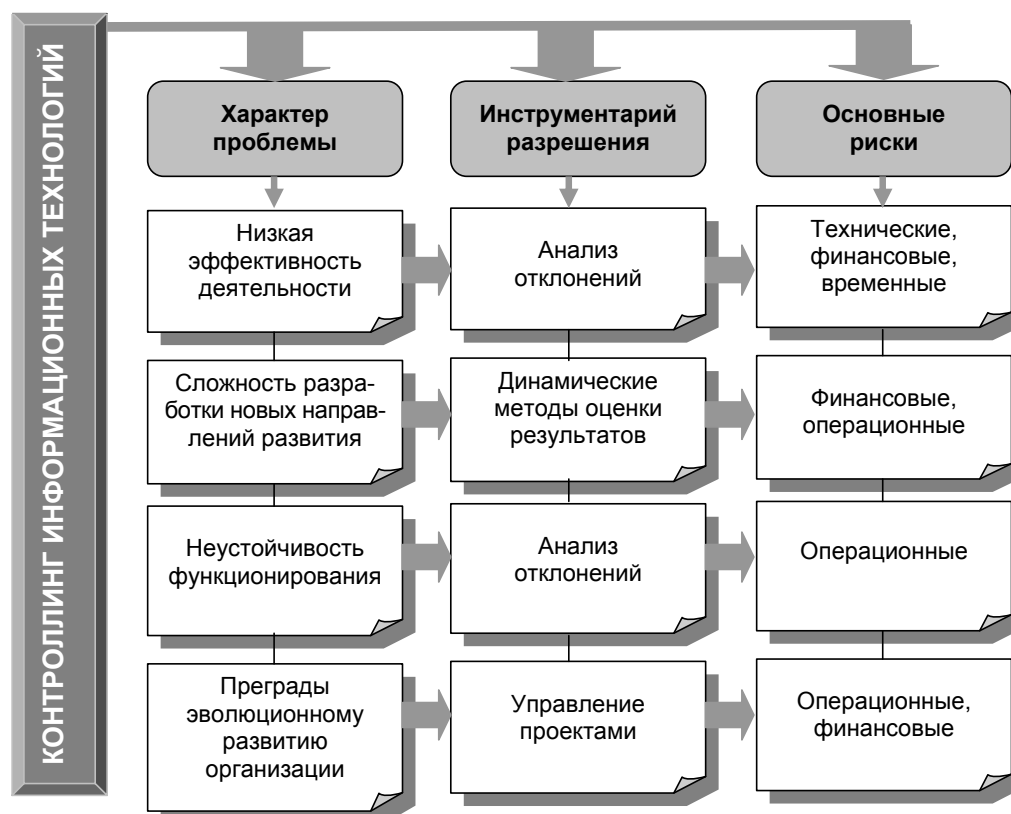 КОНТРОЛЛИНГ ИНФОРМАЦИОННЫХ ТЕХНОЛОГИЙ
Характер
проблемы
Инструментарий
разрешения
Основные
риски
Низкая
эффективность
деятельности
Анализ
отклонений
Технические,
финансовые,
временные
Сложность разра-
ботки новых направ-
лений развития
Динамические
методы оценки
результатов
Финансовые,
операционные
Неустойчивость
функционирования
Анализ
отклонений
Операционные
Преграды
эволюционному
развитию
организации
Управление
проектами
Операционные,
финансовые